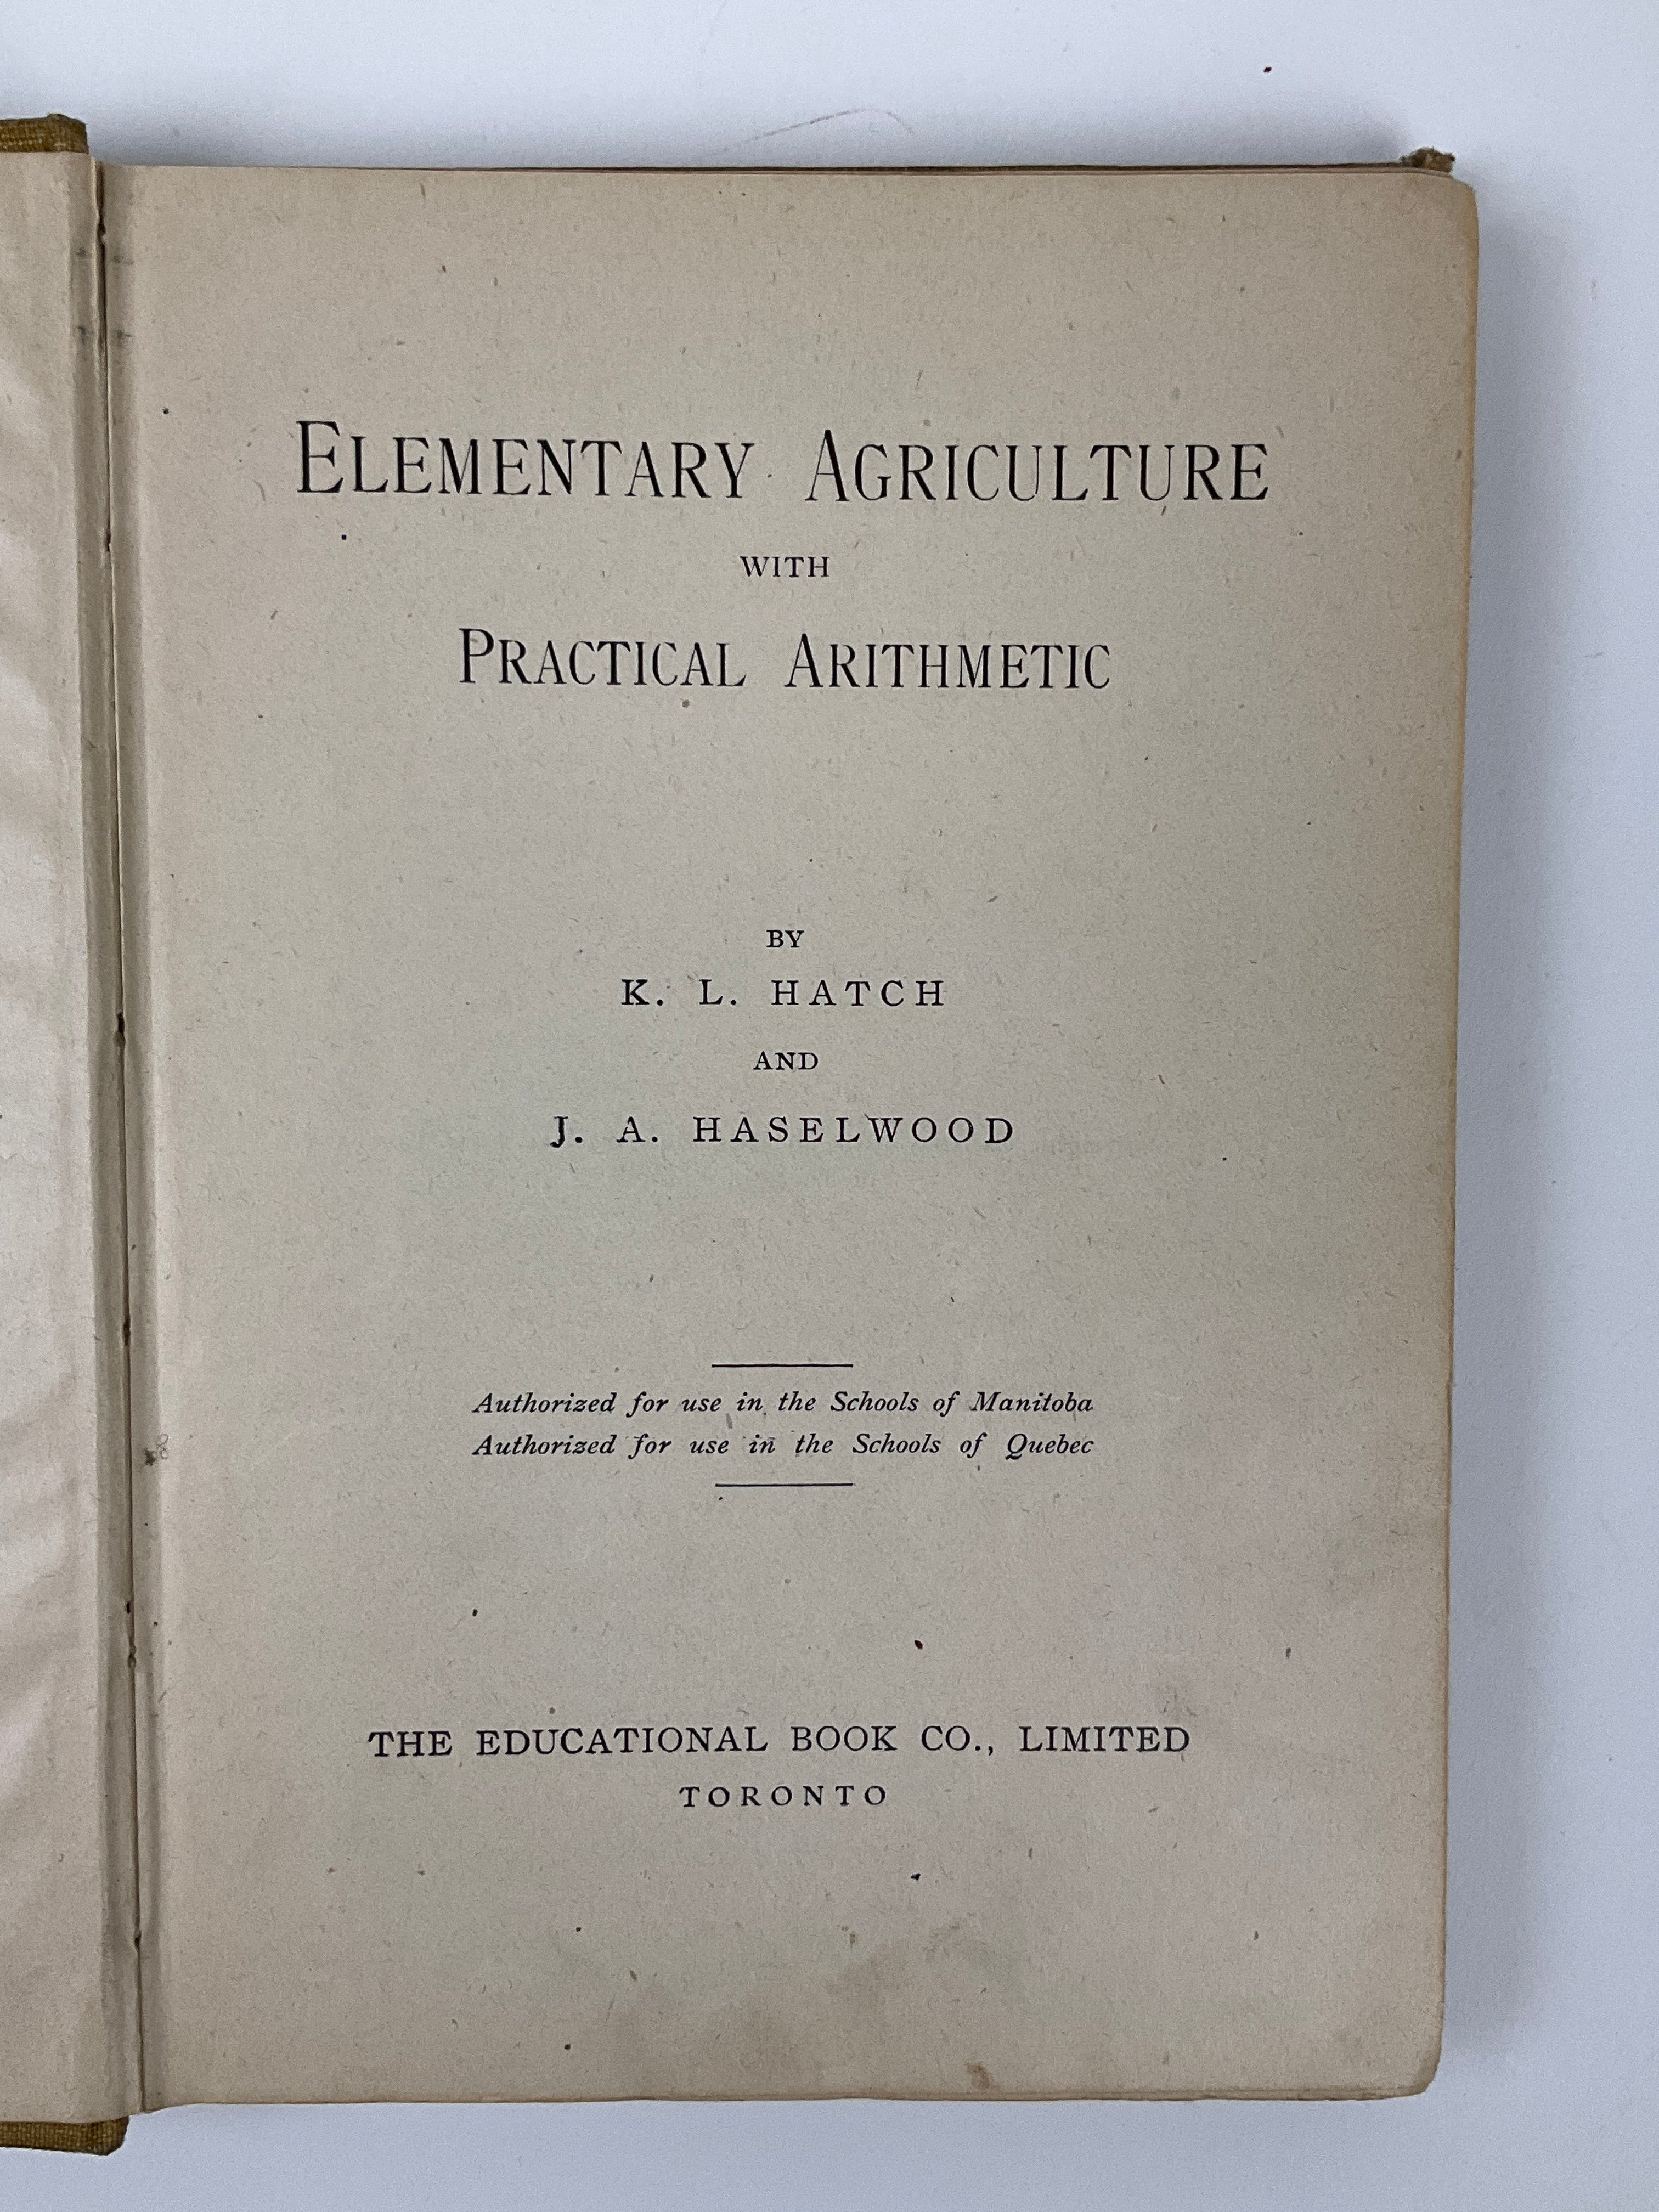 ELEMENTARY AGRICULTURE
WITH
PRACTICAL ARITHMETIC
BY
K. L. HATCH
AND
J. A. HASELWOOD
Authorized for use in the Schools of Manitoba
Authorized for use in the Schools of Quebec
THE EDUCATIONAL BOOK CO., LIMITED
TORONTO